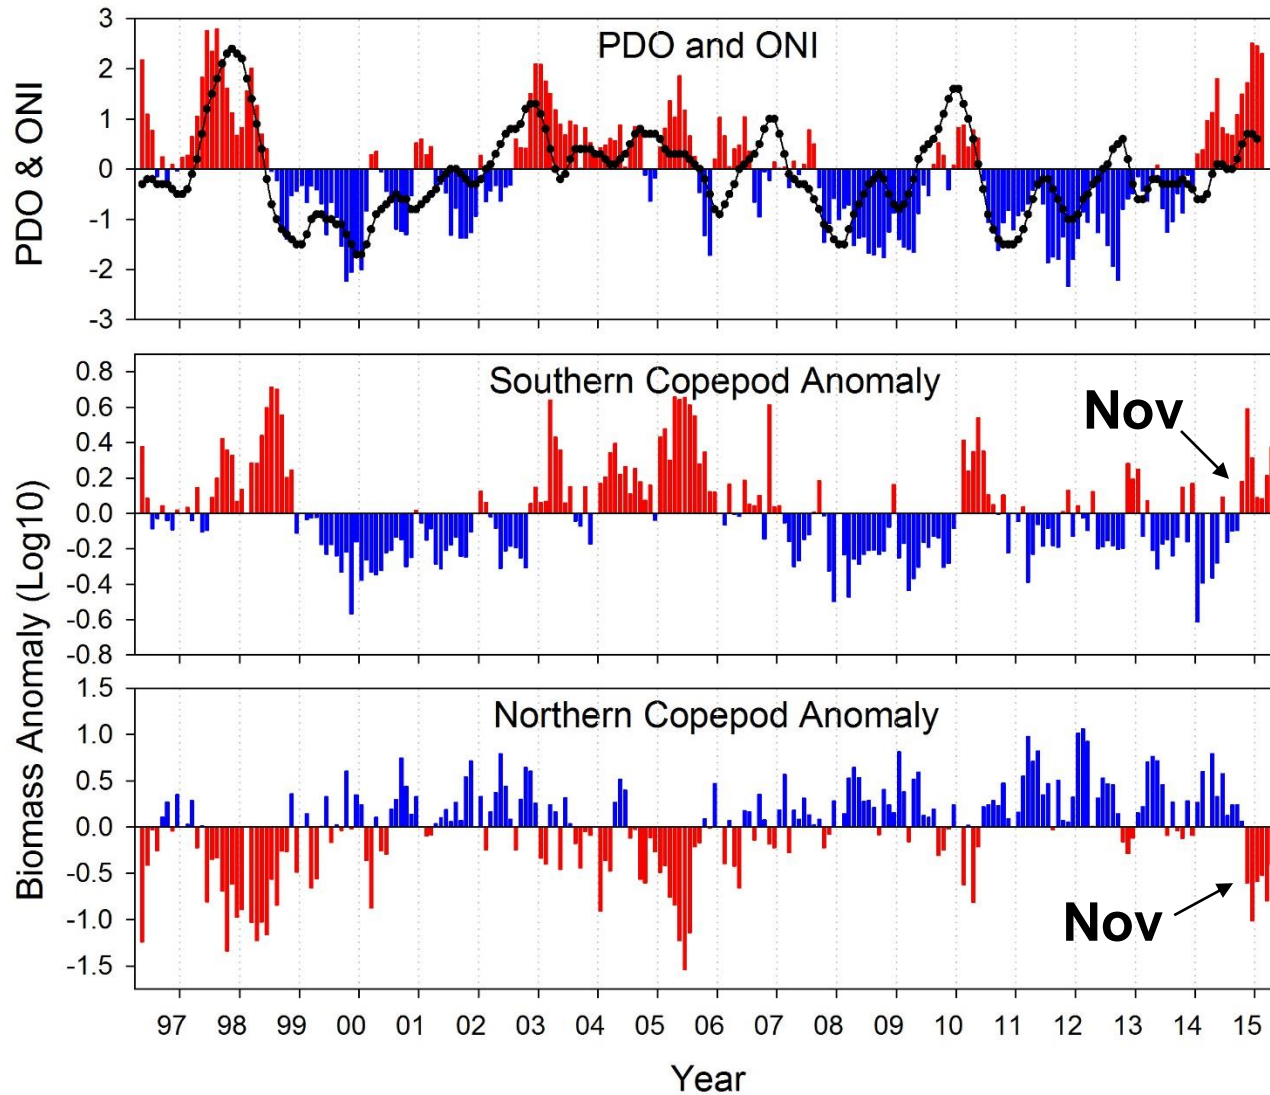 PDO and ONI
PDO & ONI
3
2
1
0
-1
-2
-3
Southern Copepod Anomaly
Nov
0.8
0.6
0.4
0.2
0.0
-0.2
-0.4
-0.6
-0.8
Biomass Anomaly (Log10)
Northern Copepod Anomaly
1.5
1.0
0.5
0.0
-0.5
-1.0
-1.5
Nov
97 98 99 00 01 02 03 04 05 06 07 08 09 10 11 12 13 14 15
Year